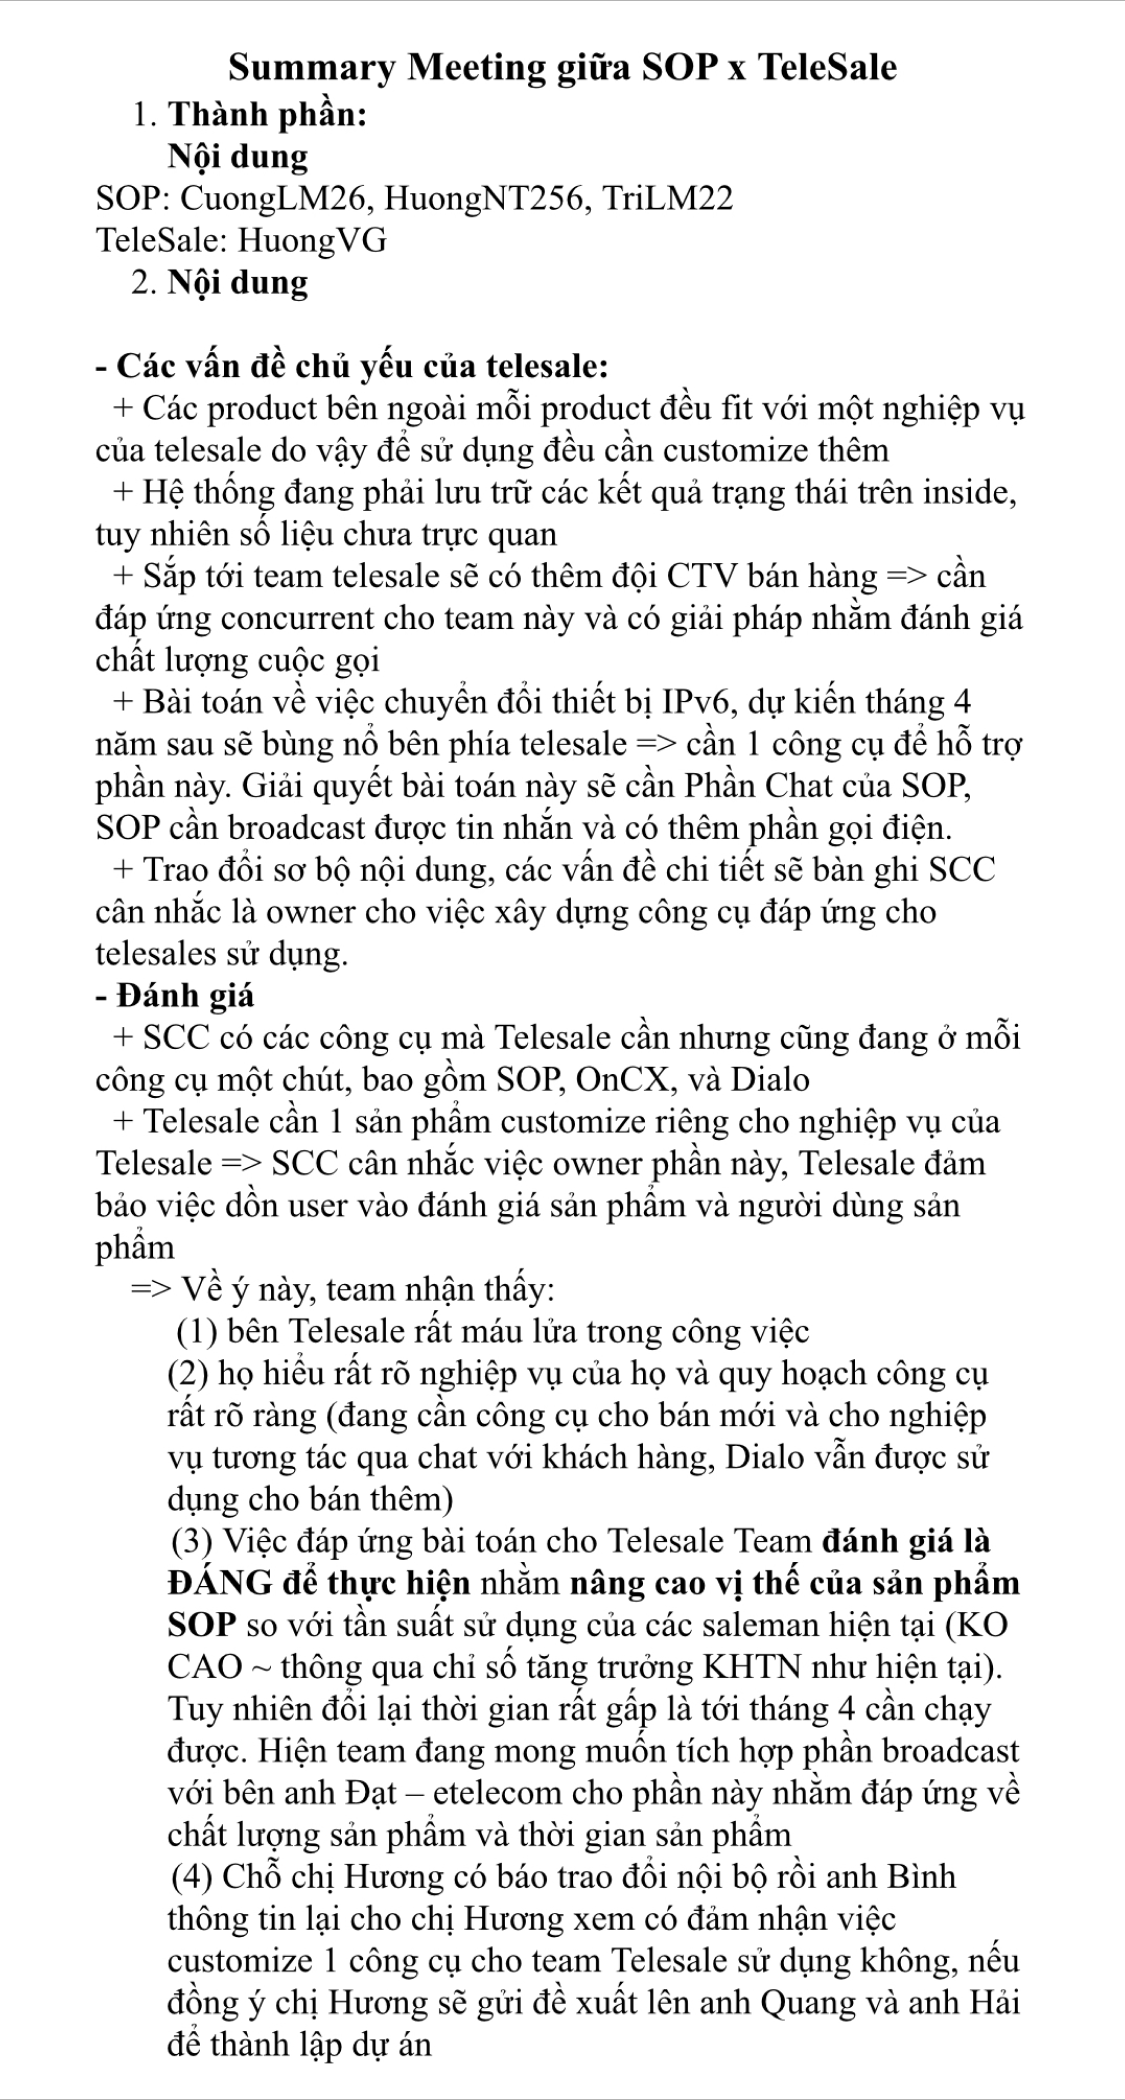 Summary Meeting giữa SOP x TeleSale
1. Thành phần:
Nội dung
SOP: CuongLM26, HuongNT256, TriLM22
TeleSale: HuongVG
2. Nội dung
- Các vấn đề chủ yếu của telesale:
+ Các product bên ngoài mỗi product đều fit với một nghiệp vụ
của telesale do vậy để sử dụng đều cần customize thêm
+ Hệ thống đang phải lưu trữ các kết quả trạng thái trên inside,
tuy nhiên số liệu chưa trực quan
+ Sắp tới team telesale sẽ có thêm đội CTV bán hàng => cần
đáp ứng concurrent cho team này và có giải pháp nhằm đánh giá
chất lượng cuộc gọi
+ Bài toán về việc chuyển đổi thiết bị IPv6, dự kiến tháng 4
năm sau sẽ bùng nổ bên phía telesale => cần 1 công cụ để hỗ trợ
phần này. Giải quyết bài toán này sẽ cần Phần Chat của SOP,
SOP cần broadcast được tin nhắn và có thêm phần gọi điện.
+ Trao đổi sơ bộ nội dung, các vấn đề chi tiết sẽ bàn ghi SCC
cân nhắc là owner cho việc xây dựng công cụ đáp ứng cho
telesales sử dụng.
- Đánh giá
+ SCC có các công cụ mà Telesale cần nhưng cũng đang ở mỗi
công cụ một chút, bao gồm SOP, OnCX, và Dialo
+ Telesale cần 1 sản phẩm customize riêng cho nghiệp vụ của
Telesale => SCC cân nhắc việc owner phần này, Telesale đảm
bảo việc dồn user vào đánh giá sản phẩm và người dùng sản
phẩm
=> Về ý này, team nhận thấy:
(1) bên Telesale rất máu lửa trong công việc
(2) họ hiểu rất rõ nghiệp vụ của họ và quy hoạch công cụ
rất rõ ràng (đang cần công cụ cho bán mới và cho nghiệp
vụ tương tác qua chat với khách hàng, Dialo vẫn được sử
dụng cho bán thêm)
(3) Việc đáp ứng bài toán cho Telesale Team đánh giá là
ĐÁNG để thực hiện nhằm nâng cao vị thế của sản phẩm
SOP so với tần suất sử dụng của các saleman hiện tại (KO
CAO ~ thông qua chỉ số tăng trưởng KHTN như hiện tại).
Tuy nhiên đổi lại thời gian rất gấp là tới tháng 4 cần chạy
được. Hiện team đang mong muốn tích hợp phần broadcast
với bên anh Đạt – etelecom cho phần này nhằm đáp ứng về
chất lượng sản phẩm và thời gian sản phẩm
(4) Chỗ chị Hương có báo trao đổi nội bộ rồi anh Bình
thông tin lại cho chị Hương xem có đảm nhận việc
customize 1 công cụ cho team Telesale sử dụng không, nếu
đồng ý chị Hương sẽ gửi đề xuất lên anh Quang và anh Hải
để thành lập dự án